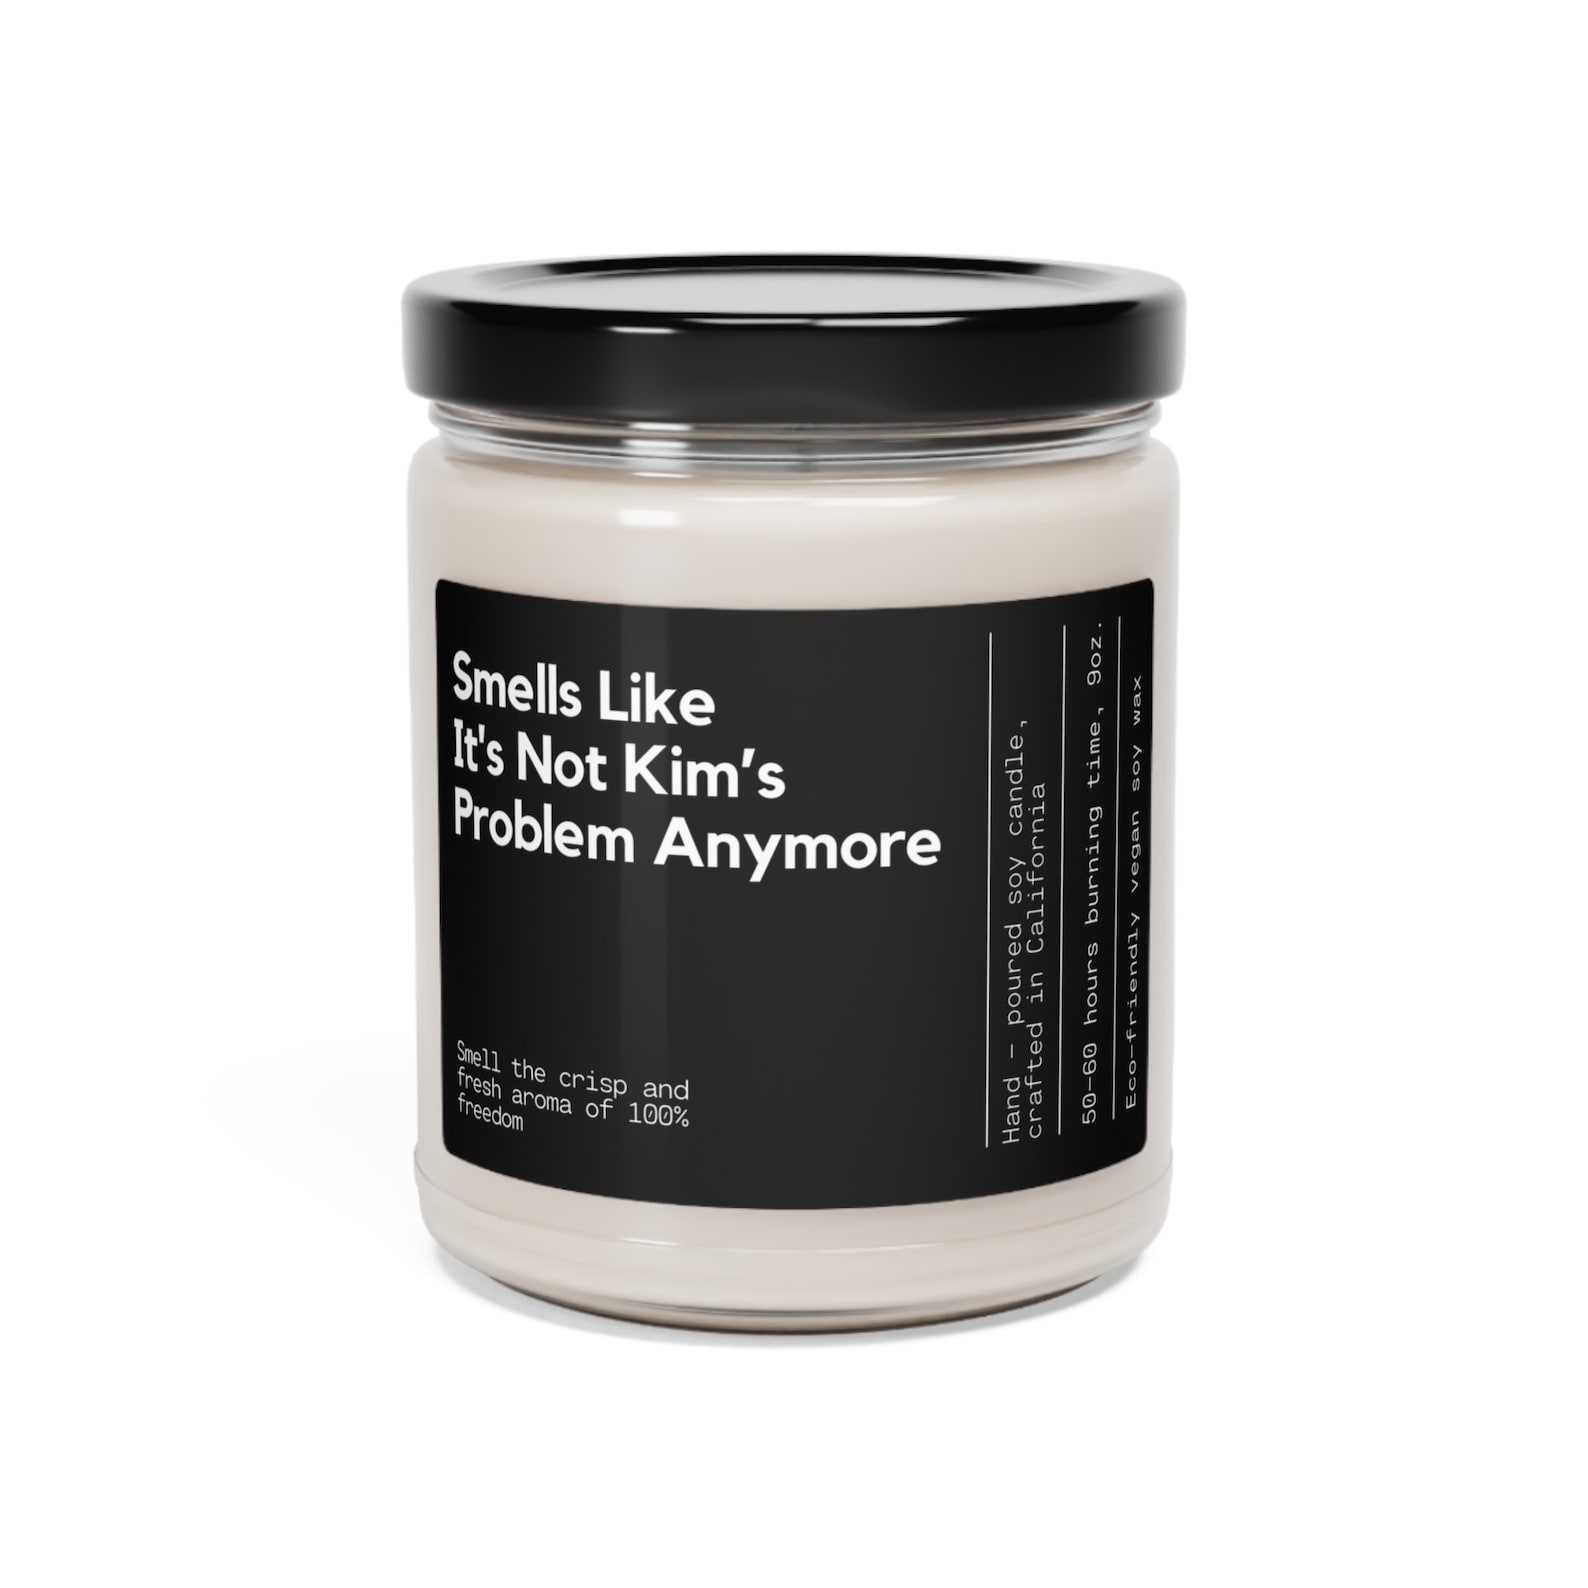 Smells Like
It's Not Kim’s
Problem Anymore
Smell the crisp and
fresh aroma of 100%
freedom
Hand - poured soy candle,
crafted in California
50-60 hours burning time, 9oz.
Eco-friendly vegan soy wax